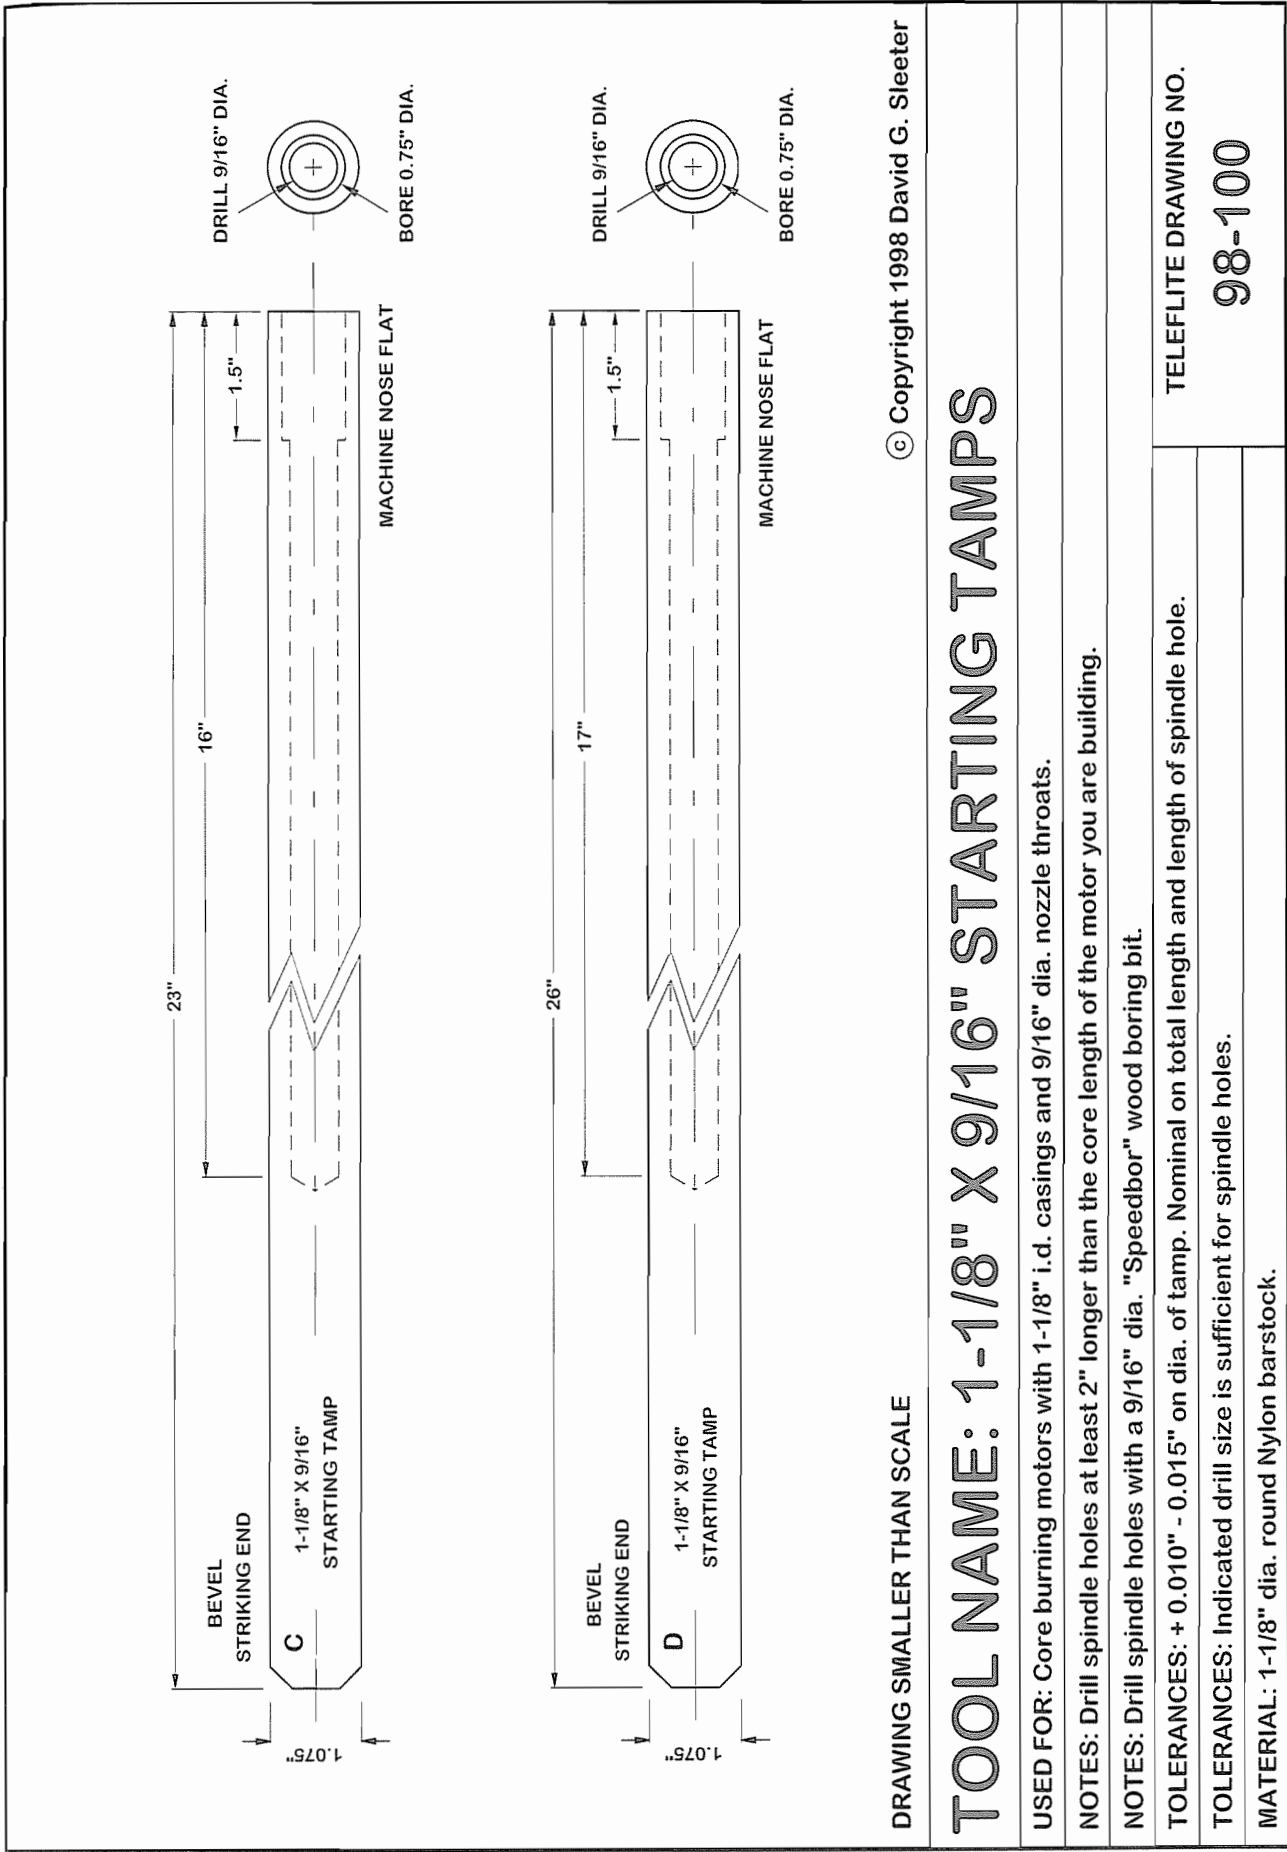 23"
16"
1.5"
DRILL 9/16" DIA.
BEVEL
STRIKING END
C
1-1/8" X 9/16"
STARTING TAMP
1.075"
MACHINE NOSE FLAT
BORE 0.75" DIA.
26"
17"
1.5"
DRILL 9/16" DIA.
BEVEL
STRIKING END
D
1-1/8" X 9/16"
STARTING TAMP
1.075"
MACHINE NOSE FLAT
BORE 0.75" DIA.
DRAWING SMALLER THAN SCALE
© Copyright 1998 David G. Sleeter
TOOL NAME: 1-1/8" X 9/16" STARTING TAMPS
USED FOR: Core burning motors with 1-1/8" i.d. casings and 9/16" dia. nozzle throats.
NOTES: Drill spindle holes at least 2" longer than the core length of the motor you are building.
NOTES: Drill spindle holes with a 9/16" dia. "Speedbor" wood boring bit.
TOLERANCES: + 0.010" - 0.015" on dia. of tamp. Nominal on total length and length of spindle hole.
TOLERANCES: Indicated drill size is sufficient for spindle holes.
MATERIAL: 1-1/8" dia. round Nylon barstock.
TELEFLITE DRAWING NO.
98-100